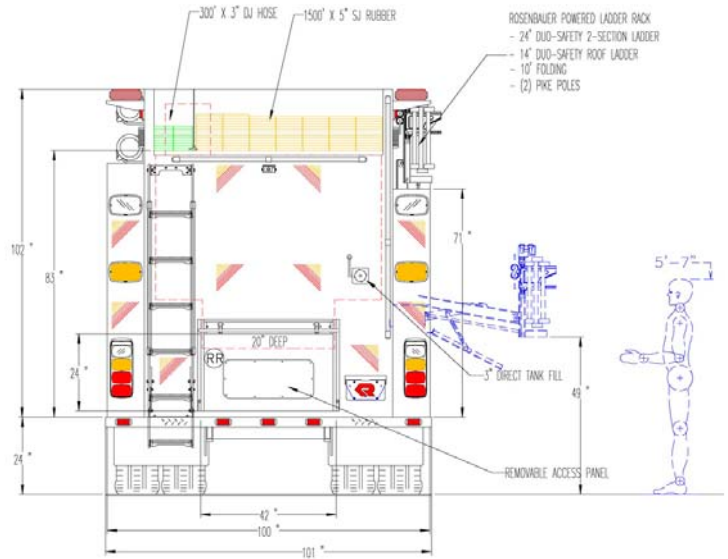 300' X 3" DJ HOSE
1500' X 5" SJ RUBBER
ROSENBAUER POWERED LADDER RACK
- 24" DUO-SAFETY 2-SECTION LADDER
- 14" DUO-SAFETY ROOF LADDER
- 10' FOLDING
- (2) PIKE POLES
102 "
83 "
71 "
5'-7"
20" DEEP
RR
24 "
R
3" DIRECT TANK FILL
49 "
24 "
REMOVABLE ACCESS PANEL
42 "
100 "
101 "